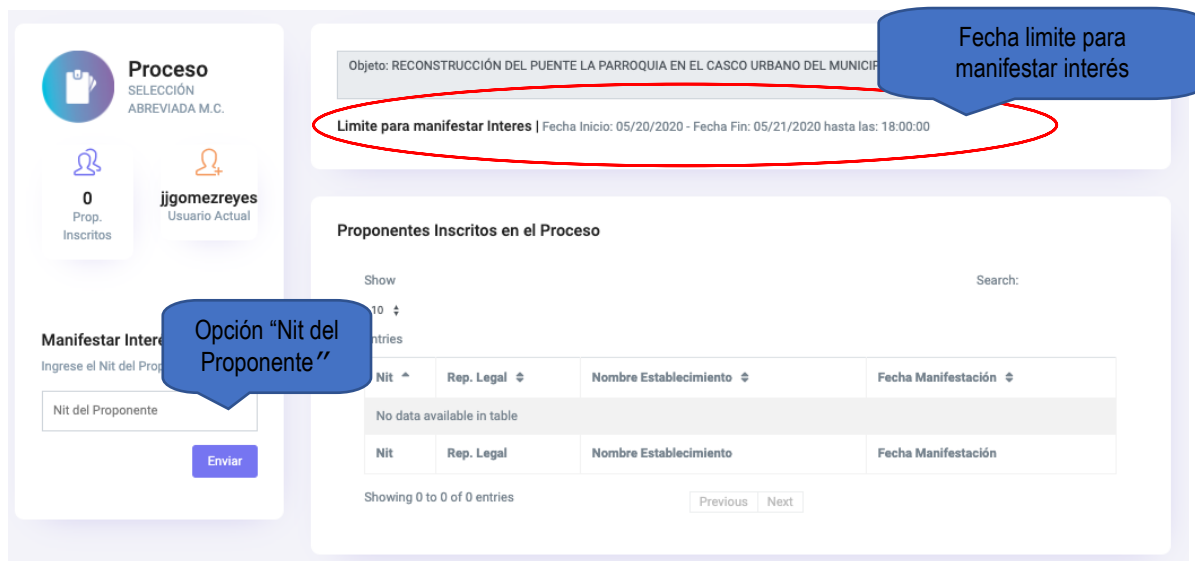 Proceso
SELECCIÓN
ABREVIADA M.C.
0
Prop.
Inscritos
jjgomezreyes
Usuario Actual
Manifestar Inter
Ingrese el Nit del Prop
Opción “Nit del
Proponente”
Nit del Proponente
Enviar
Objeto: RECONSTRUCCIÓN DEL PUENTE LA PARROQUIA EN EL CASCO URBANO DEL MUNICIP
Fecha limite para
manifestar interés
Limite para manifestar Interes | Fecha Inicio: 05/20/2020 - Fecha Fin: 05/21/2020 hasta las: 18:00:00
Proponentes Inscritos en el Proceso
Show
10
ntries
Search:
Nit Rep. Legal Nombre Establecimiento Fecha Manifestación
No data available in table
Nit Rep. Legal Nombre Establecimiento Fecha Manifestación
Showing 0 to 0 of 0 entries
Previous Next